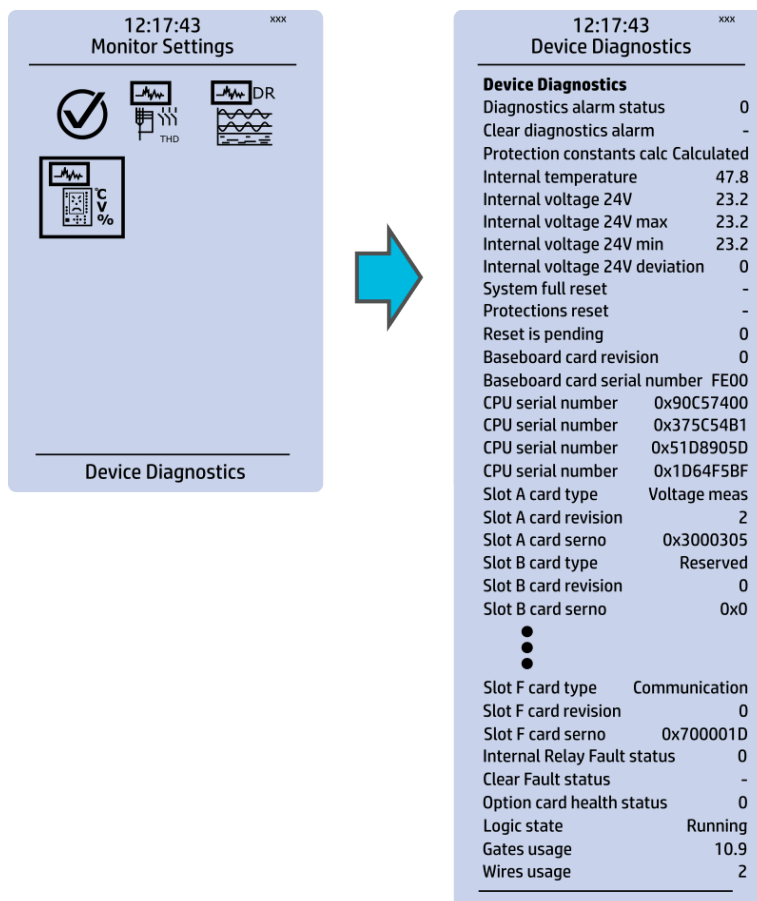 12:17:43 xxx
Monitor Settings
DR
THD
°C
V
%
Device Diagnostics
12:17:43 xxx
Device Diagnostics
Device Diagnostics
Diagnostics alarm status 0
Clear diagnostics alarm -
Protection constants calc Calculated
Internal temperature 47.8
Internal voltage 24V 23.2
Internal voltage 24V max 23.2
Internal voltage 24V min 23.2
Internal voltage 24V deviation 0
System full reset -
Protections reset -
Reset is pending 0
Baseboard card revision 0
Baseboard card serial number FE00
CPU serial number 0x90C57400
CPU serial number 0x375C54B1
CPU serial number 0x51D8905D
CPU serial number 0x1D64F5BF
Slot A card type Voltage meas
Slot A card revision 2
Slot A card serno 0x3000305
Slot B card type Reserved
Slot B card revision 0
Slot B card serno 0x0
Slot F card type Communication
Slot F card revision 0
Slot F card serno 0x700001D
Internal Relay Fault status 0
Clear Fault status -
Option card health status 0
Logic state Running
Gates usage 10.9
Wires usage 2